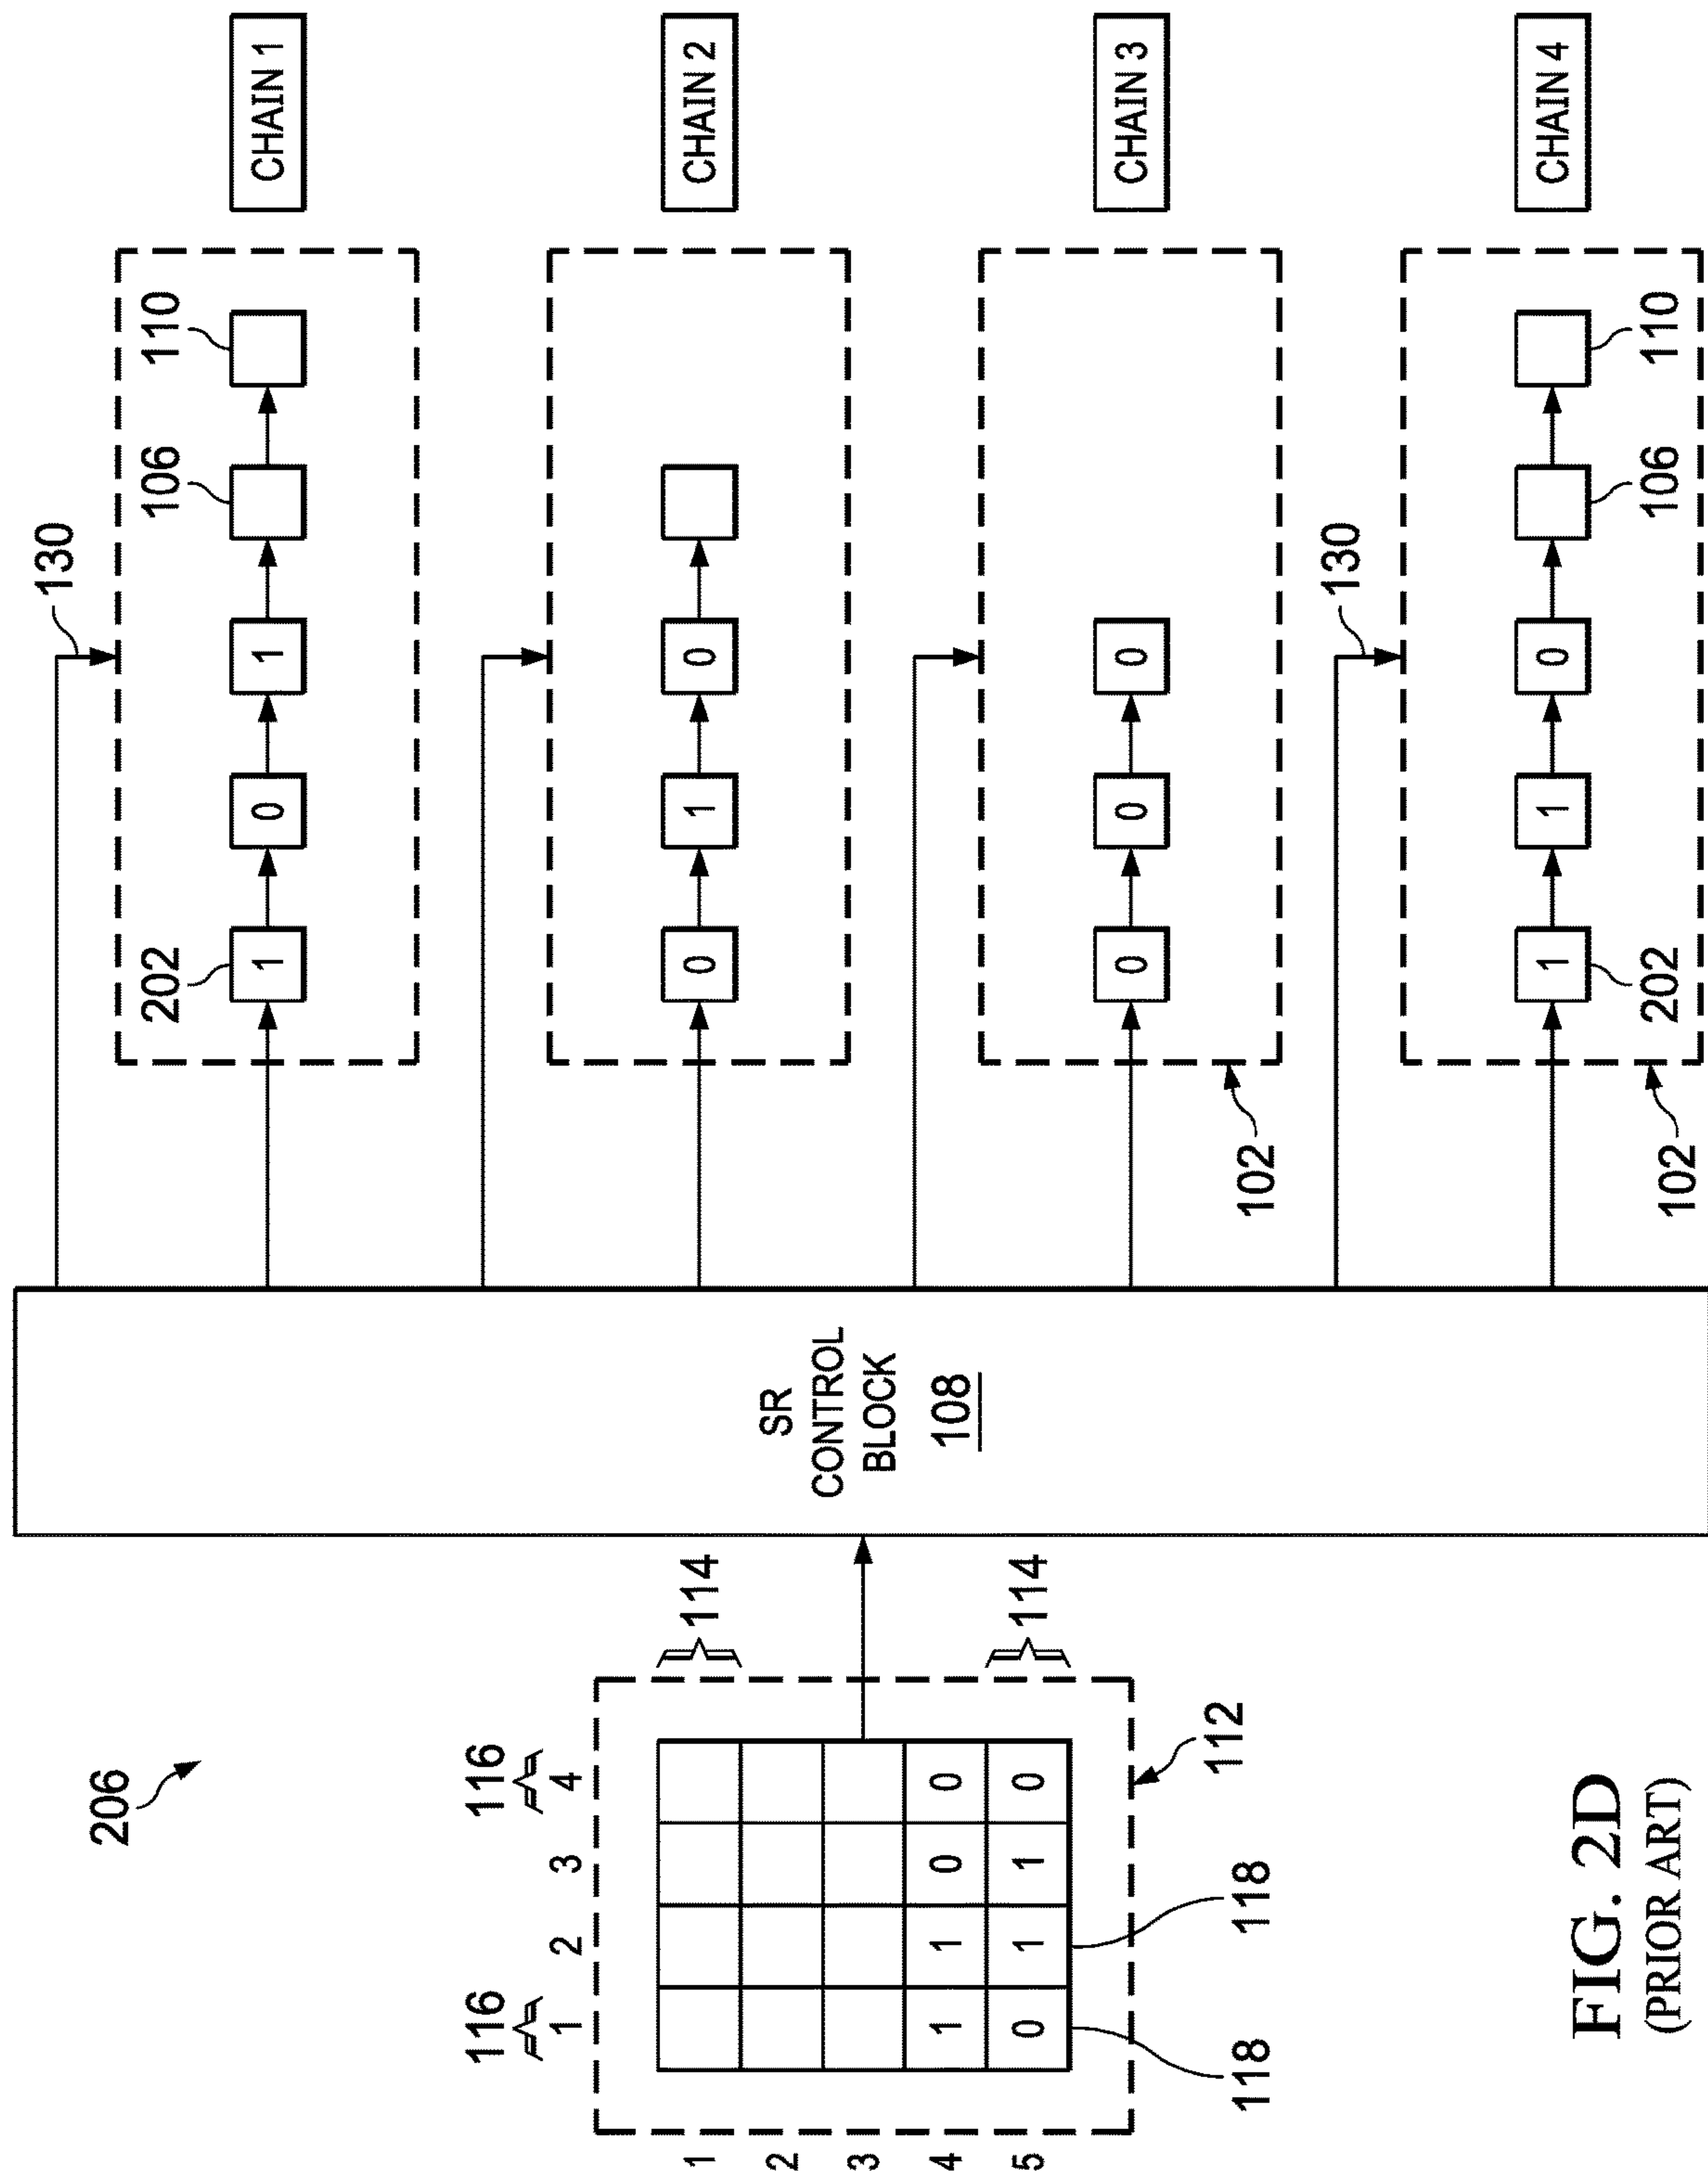 206
130
202 106 110
1 0 1 CHAIN 1
116 116
1 2 3 4
1 114
2
3
4 1 1 0 0
5 0 1 1 0 114
118 118 112
SR
CONTROL
BLOCK
108
0 1 0 CHAIN 2
0 0 0 CHAIN 3
102
130
1 1 0 CHAIN 4
102 202 106 110
FIG. 2D
(PRIOR ART)